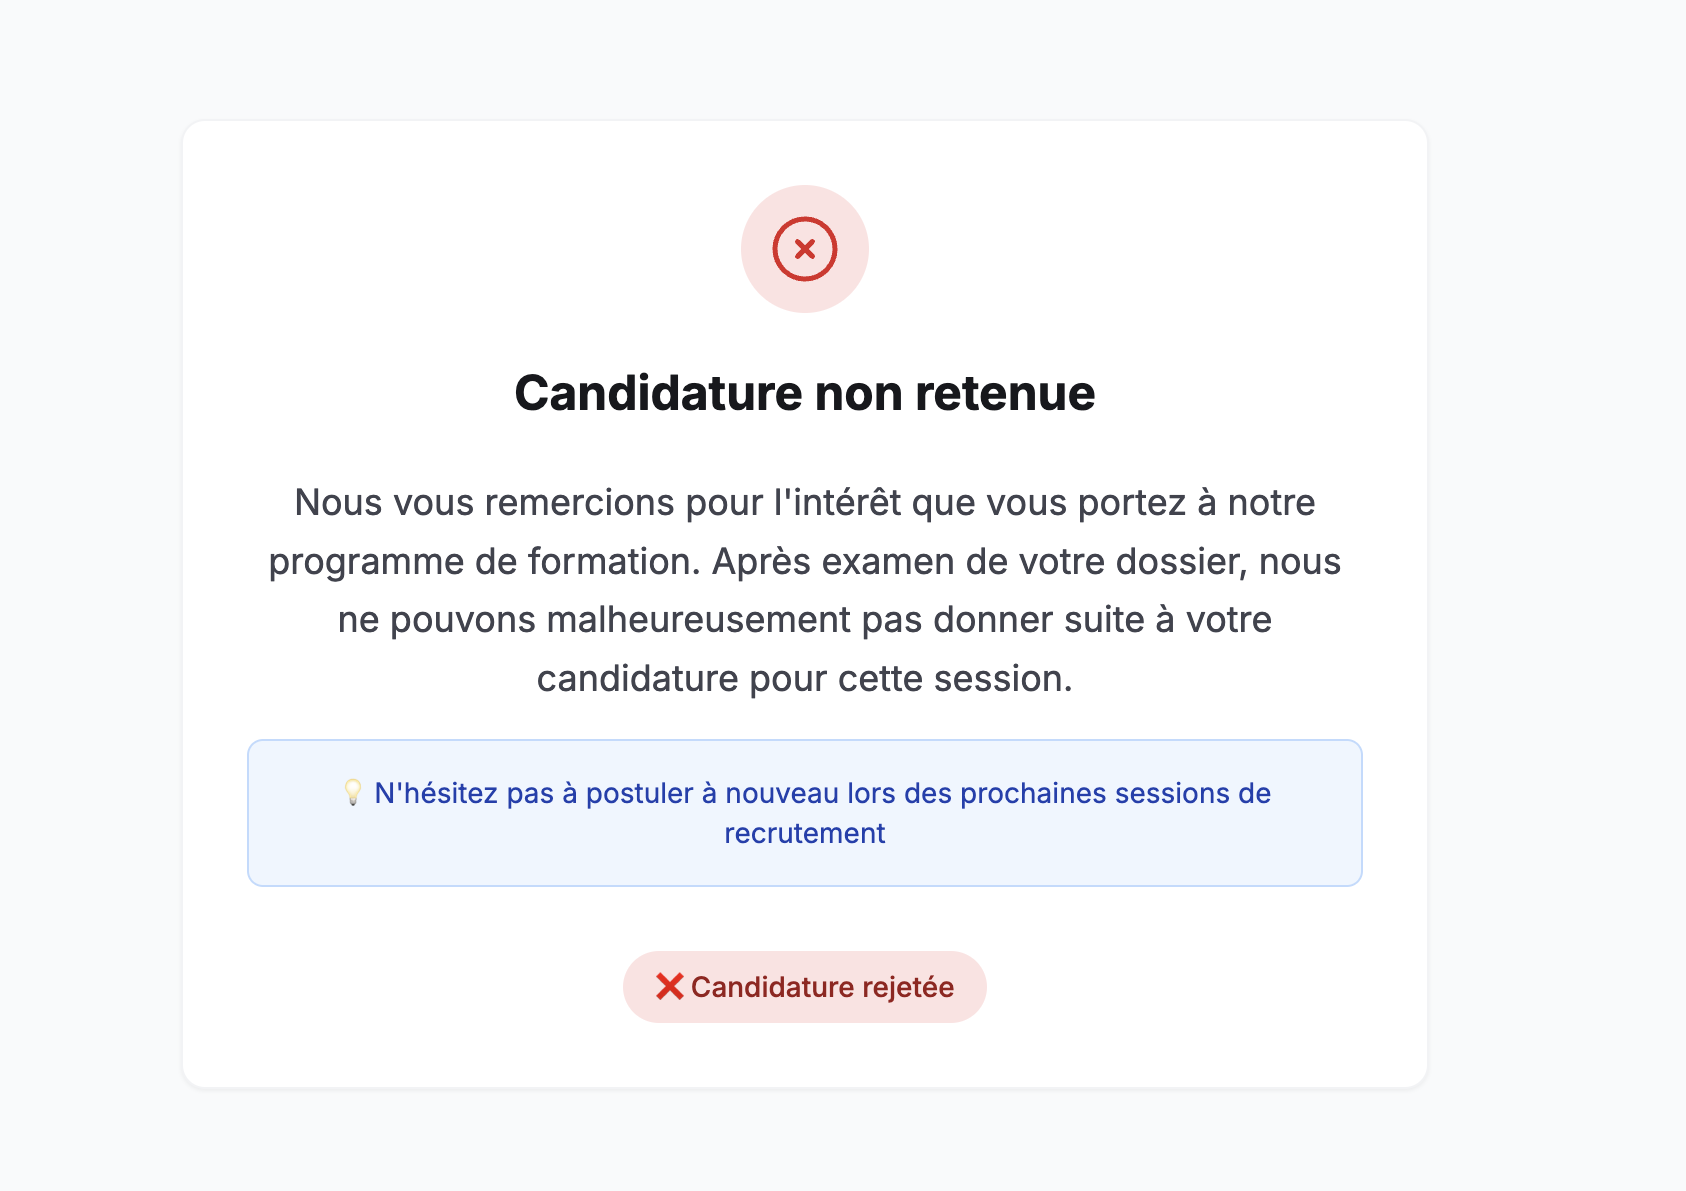 Candidature non retenue
Nous vous remercions pour l'intérêt que vous portez à notre
programme de formation. Après examen de votre dossier, nous
ne pouvons malheureusement pas donner suite à votre
candidature pour cette session.
💡 N'hésitez pas à postuler à nouveau lors des prochaines sessions de
recrutement
❌ Candidature rejetée